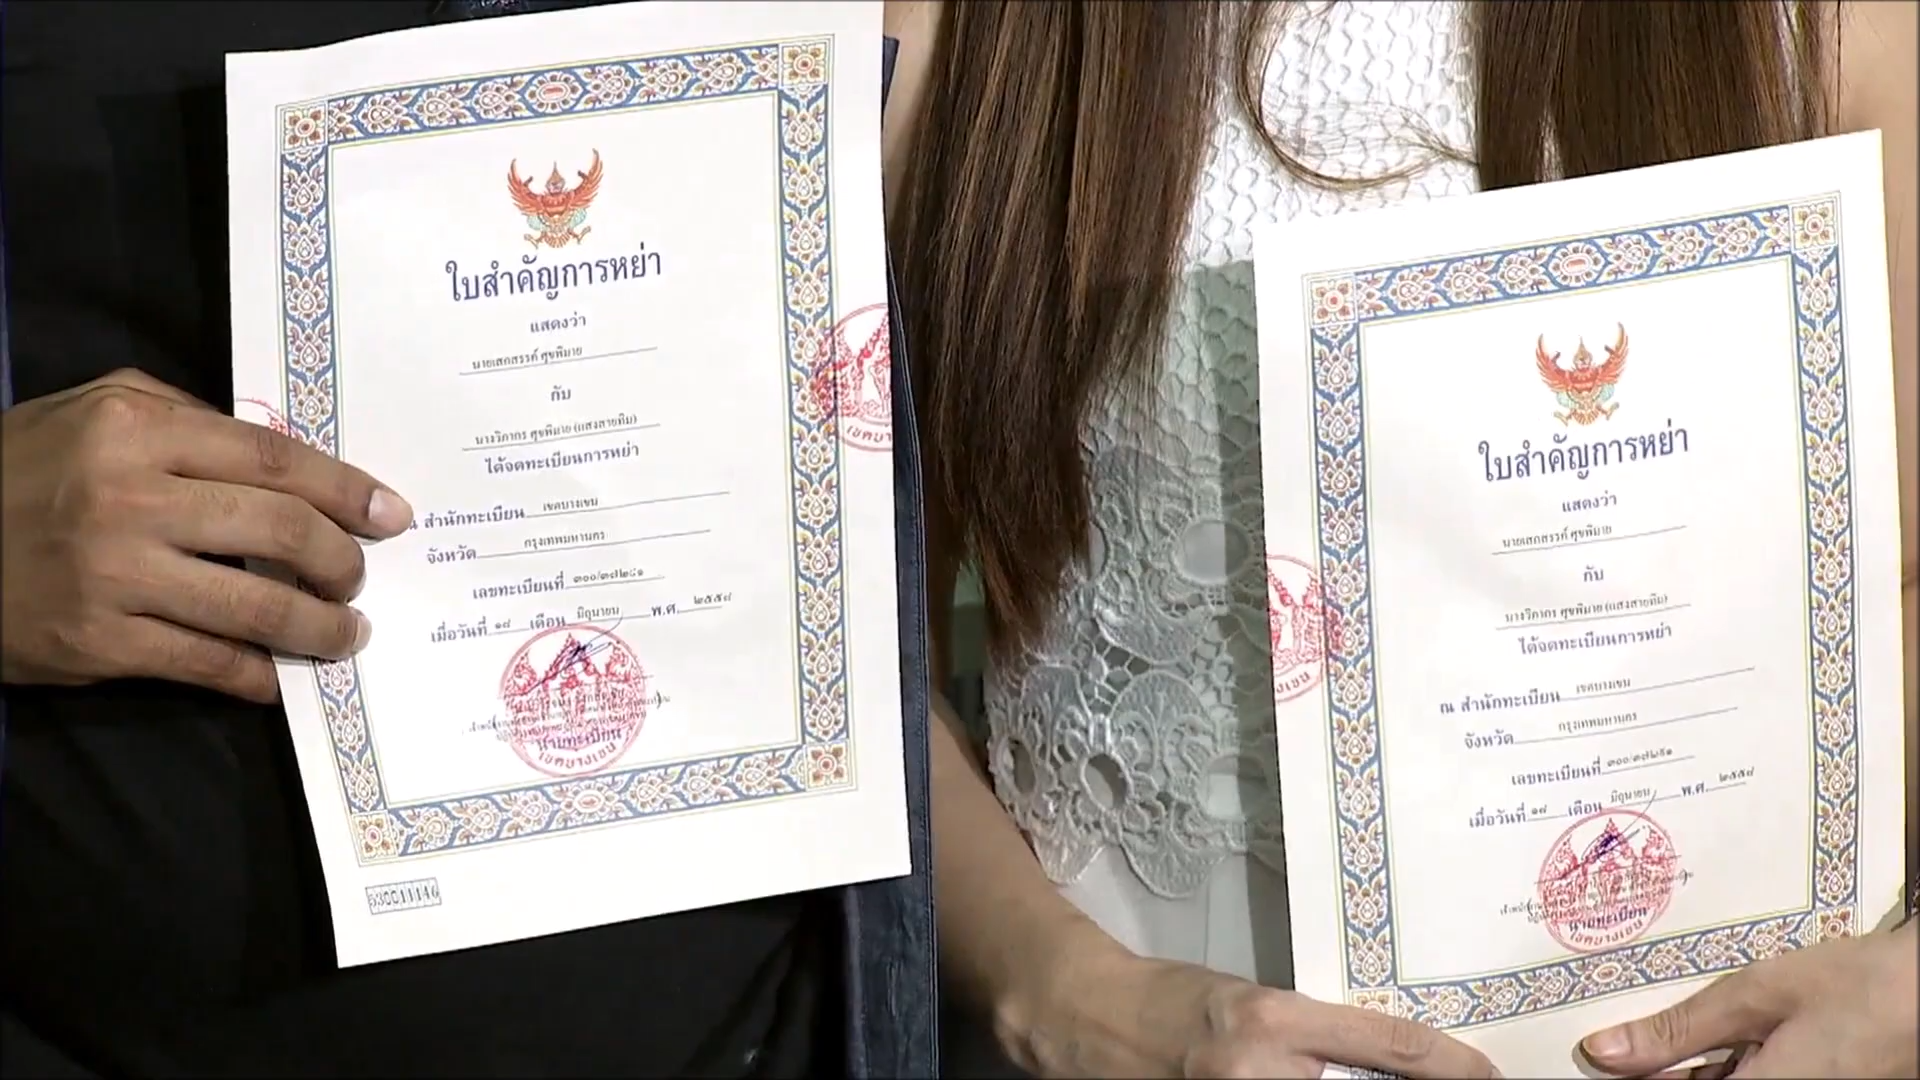 ใบสำคัญการหย่า
แสดงว่า
นายเสกสรรค์ ศุขพิมาย
กับ
นางวิภากร ศุขพิมาย (แสงสายทิม)
ได้จดทะเบียนการหย่า
ณ สำนักทะเบียน เขตบางเขน
จังหวัด กรุงเทพมหานคร
เลขทะเบียนที่
เมื่อวันที่ ๑๘ เดือน มิถุนายน พ.ศ. ๒๕๕๘
นายทะเบียน
เขตบางเขน
53001114
เขตบาง
ใบสำคัญการหย่า
แสดงว่า
นายเสกสรรค์ ศุขพิมาย
กับ
นางวิภากร ศุขพิมาย (แสงสายทิม)
ได้จดทะเบียนการหย่า
ณ สำนักทะเบียน เขตบางเขน
จังหวัด กรุงเทพมหานคร
เลขทะเบียนที่
เมื่อวันที่ ๑๘ เดือน มิถุนายน พ.ศ. ๒๕๕๘
นายทะเบียน
เขตบางเขน